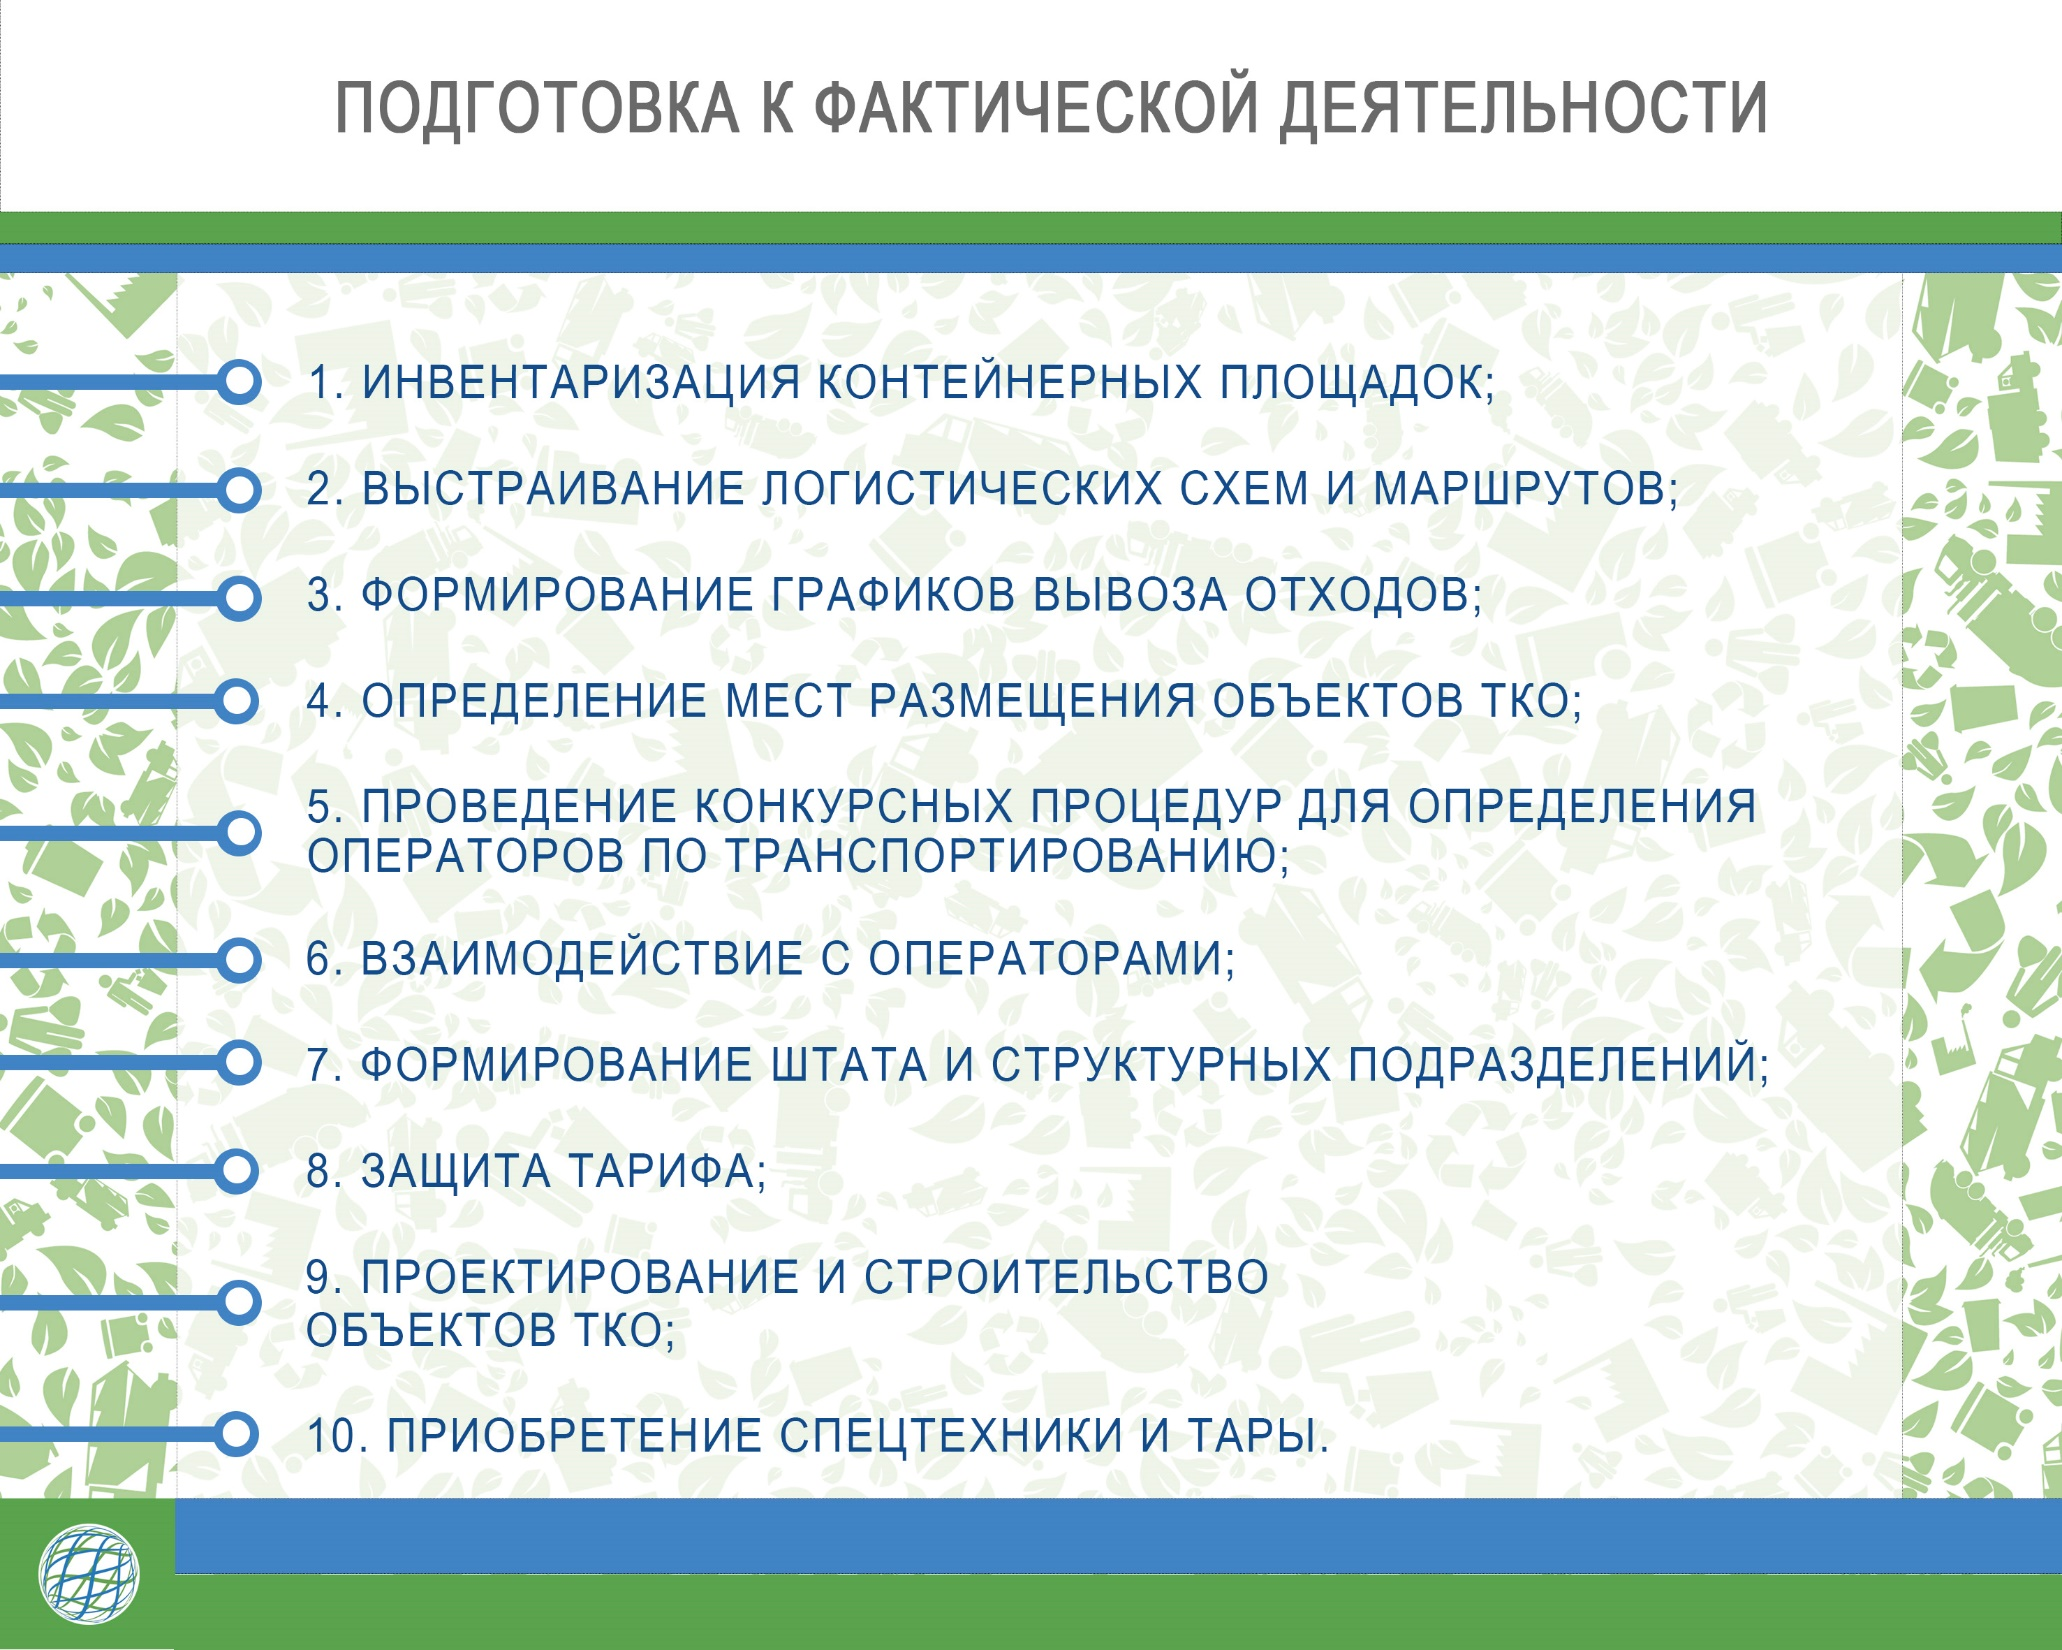 ПОДГОТОВКА К ФАКТИЧЕСКОЙ ДЕЯТЕЛЬНОСТИ
1. ИНВЕНТАРИЗАЦИЯ КОНТЕЙНЕРНЫХ ПЛОЩАДОК;
2. ВЫСТРАИВАНИЕ ЛОГИСТИЧЕСКИХ СХЕМ И МАРШРУТОВ;
3. ФОРМИРОВАНИЕ ГРАФИКОВ ВЫВОЗА ОТХОДОВ;
4. ОПРЕДЕЛЕНИЕ МЕСТ РАЗМЕЩЕНИЯ ОБЪЕКТОВ ТКО;
5. ПРОВЕДЕНИЕ КОНКУРСНЫХ ПРОЦЕДУР ДЛЯ ОПРЕДЕЛЕНИЯ
ОПЕРАТОРОВ ПО ТРАНСПОРТИРОВАНИЮ;
6. ВЗАИМОДЕЙСТВИЕ С ОПЕРАТОРАМИ;
7. ФОРМИРОВАНИЕ ШТАТА И СТРУКТУРНЫХ ПОДРАЗДЕЛЕНИЙ;
8. ЗАЩИТА ТАРИФА;
9. ПРОЕКТИРОВАНИЕ И СТРОИТЕЛЬСТВО
ОБЪЕКТОВ ТКО;
10. ПРИОБРЕТЕНИЕ СПЕЦТЕХНИКИ И ТАРЫ.